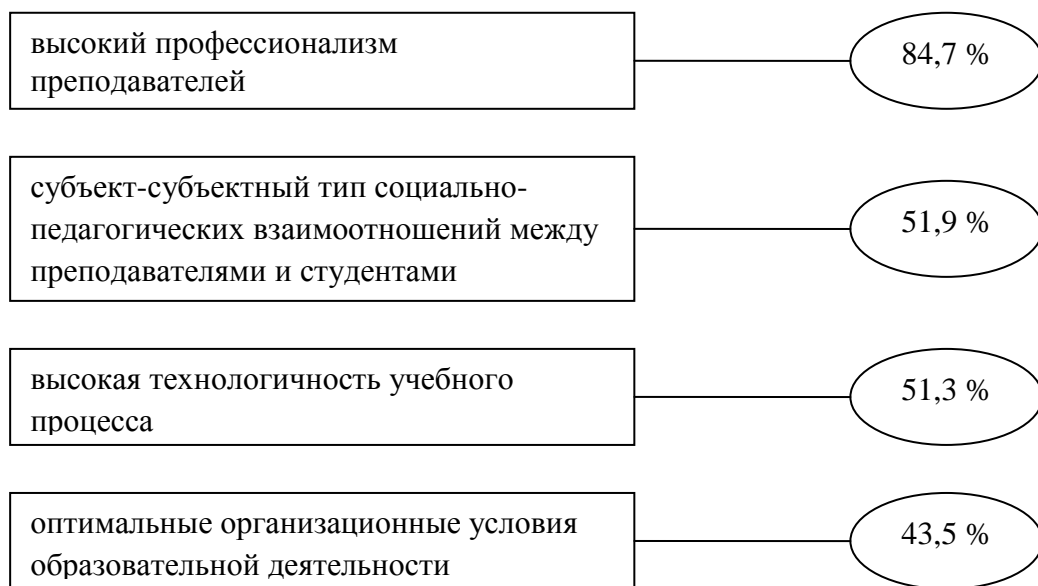 высокий профессионализм
преподавателей
84,7 %
субъект-субъектный тип социально-
педагогических взаимоотношений между
преподавателями и студентами
51,9 %
высокая технологичность учебного
процесса
51,3 %
оптимальные организационные условия
образовательной деятельности
43,5 %